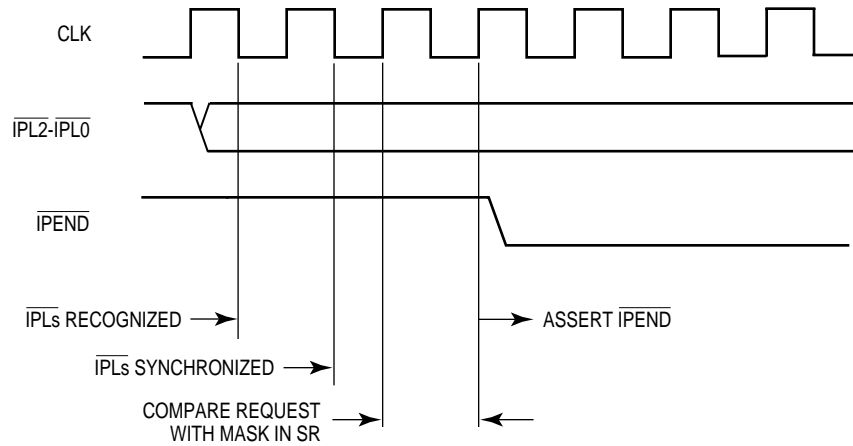 CLK
IPL2-IPL0
IPEND
IPLs RECOGNIZED
ASSERT IPEND
IPLs SYNCHRONIZED
COMPARE REQUEST
WITH MASK IN SR